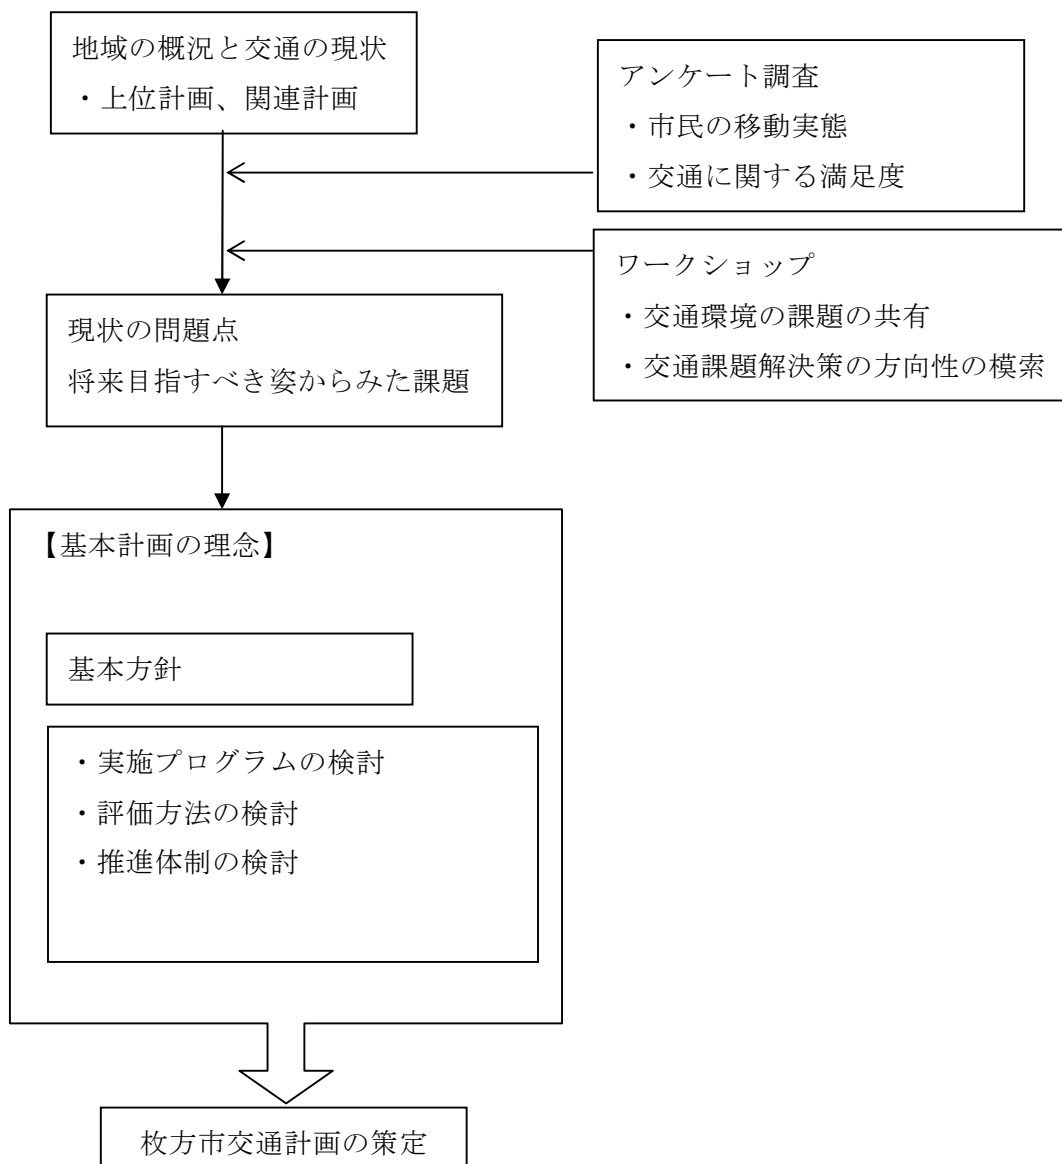 地域の概況と交通の現状
・上位計画、関連計画
アンケート調査
・市民の移動実態
・交通に関する満足度
ワークショップ
・交通環境の課題の共有
・交通課題解決策の方向性の模索
現状の問題点
将来目指すべき姿からみた課題
【基本計画の理念】
基本方針
・実施プログラムの検討
・評価方法の検討
・推進体制の検討
枚方市交通計画の策定